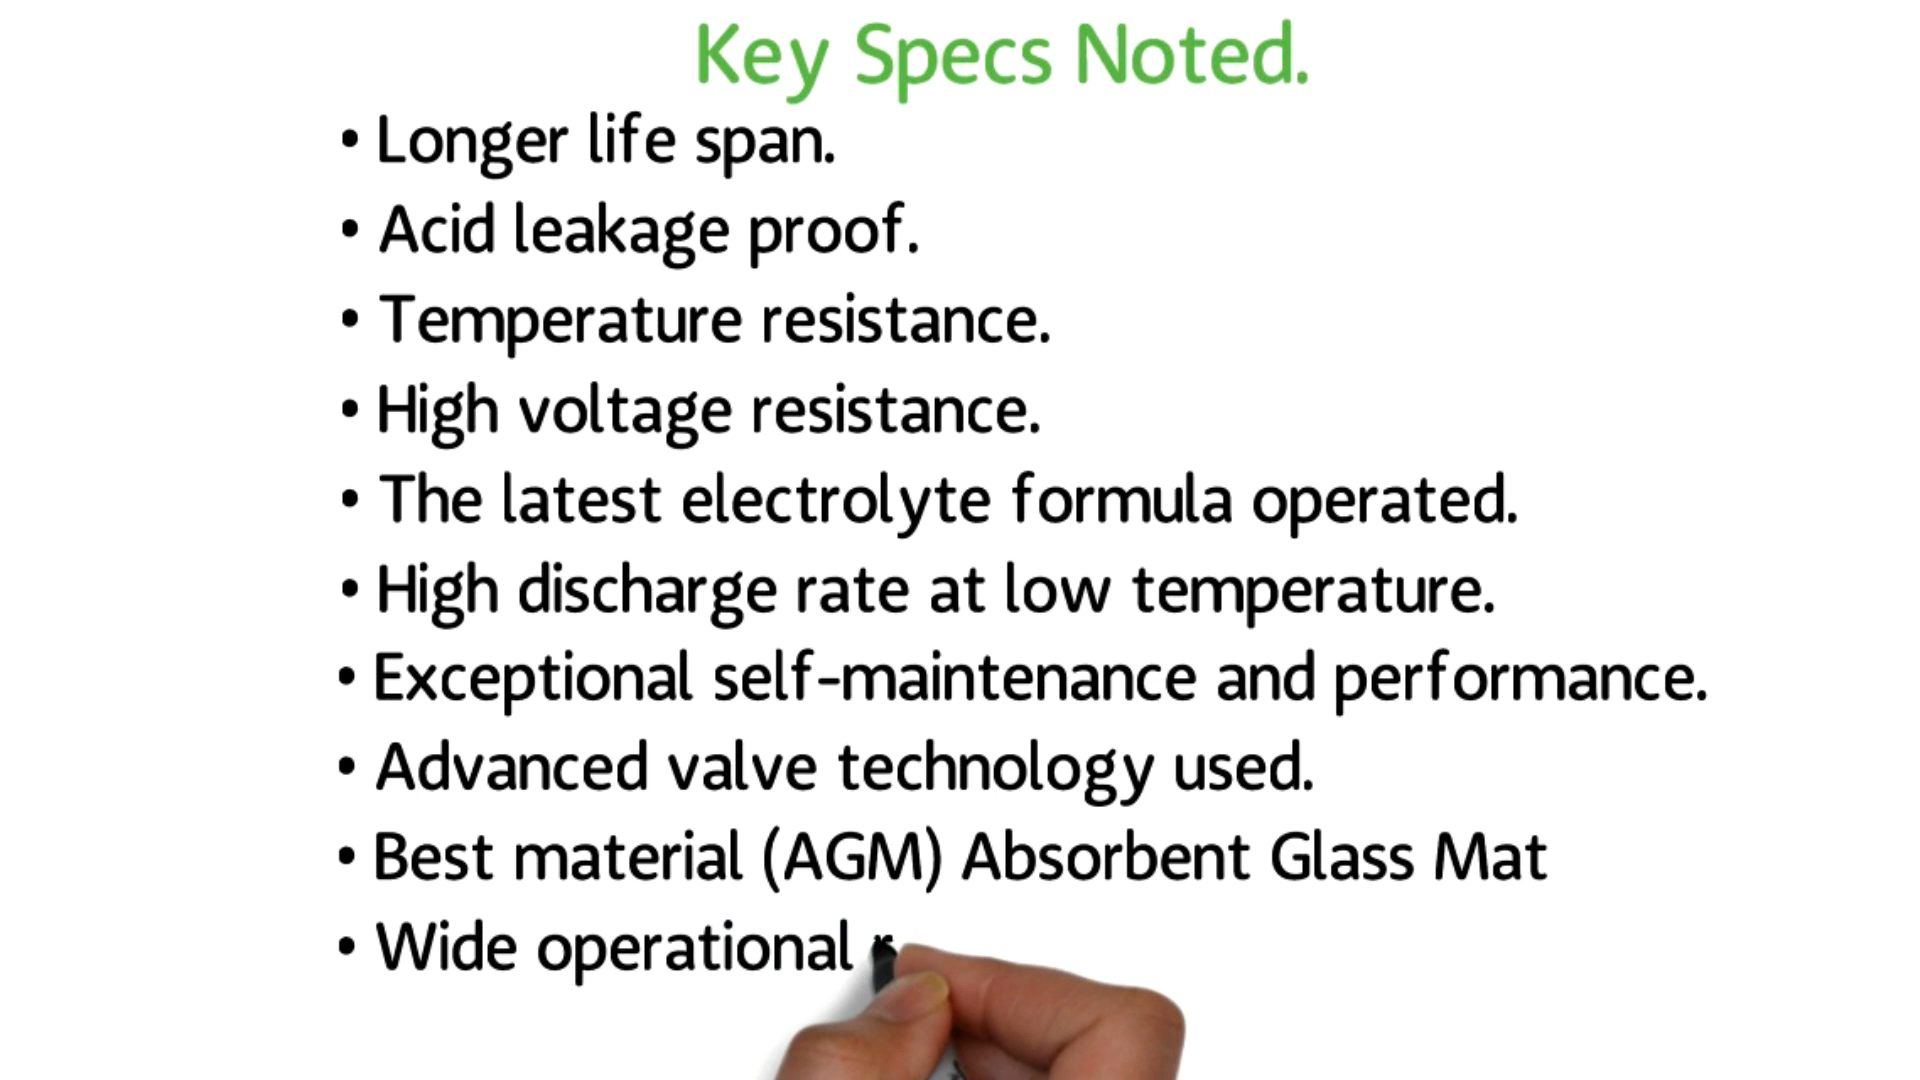 Key Specs Noted.
• Longer life span.
• Acid leakage proof.
• Temperature resistance.
• High voltage resistance.
• The latest electrolyte formula operated.
• High discharge rate at low temperature.
• Exceptional self-maintenance and performance.
• Advanced valve technology used.
• Best material (AGM) Absorbent Glass Mat
• Wide operational